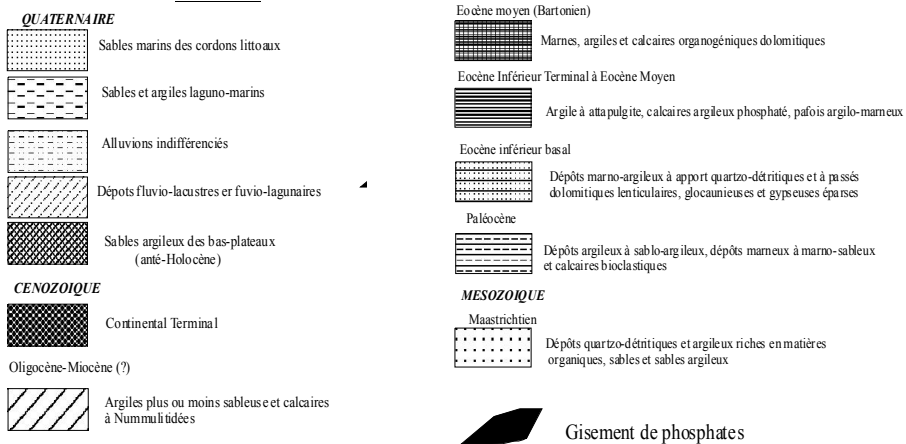 QUATERNAIRE
Sables marins des cordons littoaux
Sables et argiles laguno-marins
Alluvions indifférenciés
Dépots fluvio-lacustres er fuvio-lagunaires
Sables argileux des bas-plateaux
(anté-Holocène)
CENOZOIQUE
Continental Terminal
Oligocène-Miocène (?)
Argiles plus ou moins sableuse et calcaires
à Nummulitidées
Eocène moyen (Bartonien)
Marnes, argiles et calcaires organogéniques dolomitiques
Eocène Inférieur Terminal à Eocène Moyen
Argile à attapulgite, calcaires argileux phosphaté, pafois argilo-marneux
Eocène inférieur basal
Dépôts marno-argileux à apport quartzo-détritiques et à passés
dolomitiques lenticulaires, glocaunieuses et gypseuses éparses
Paléocène
Dépôts argileux à sablo-argileux, dépôts marneux à marno-sableux
et calcaires bioclastiques
MESOZOIQUE
Maastrichtien
Dépôts quartzo-détritiques et argileux riches en matières
organiques, sables et sables argileux
Gisement de phosphates